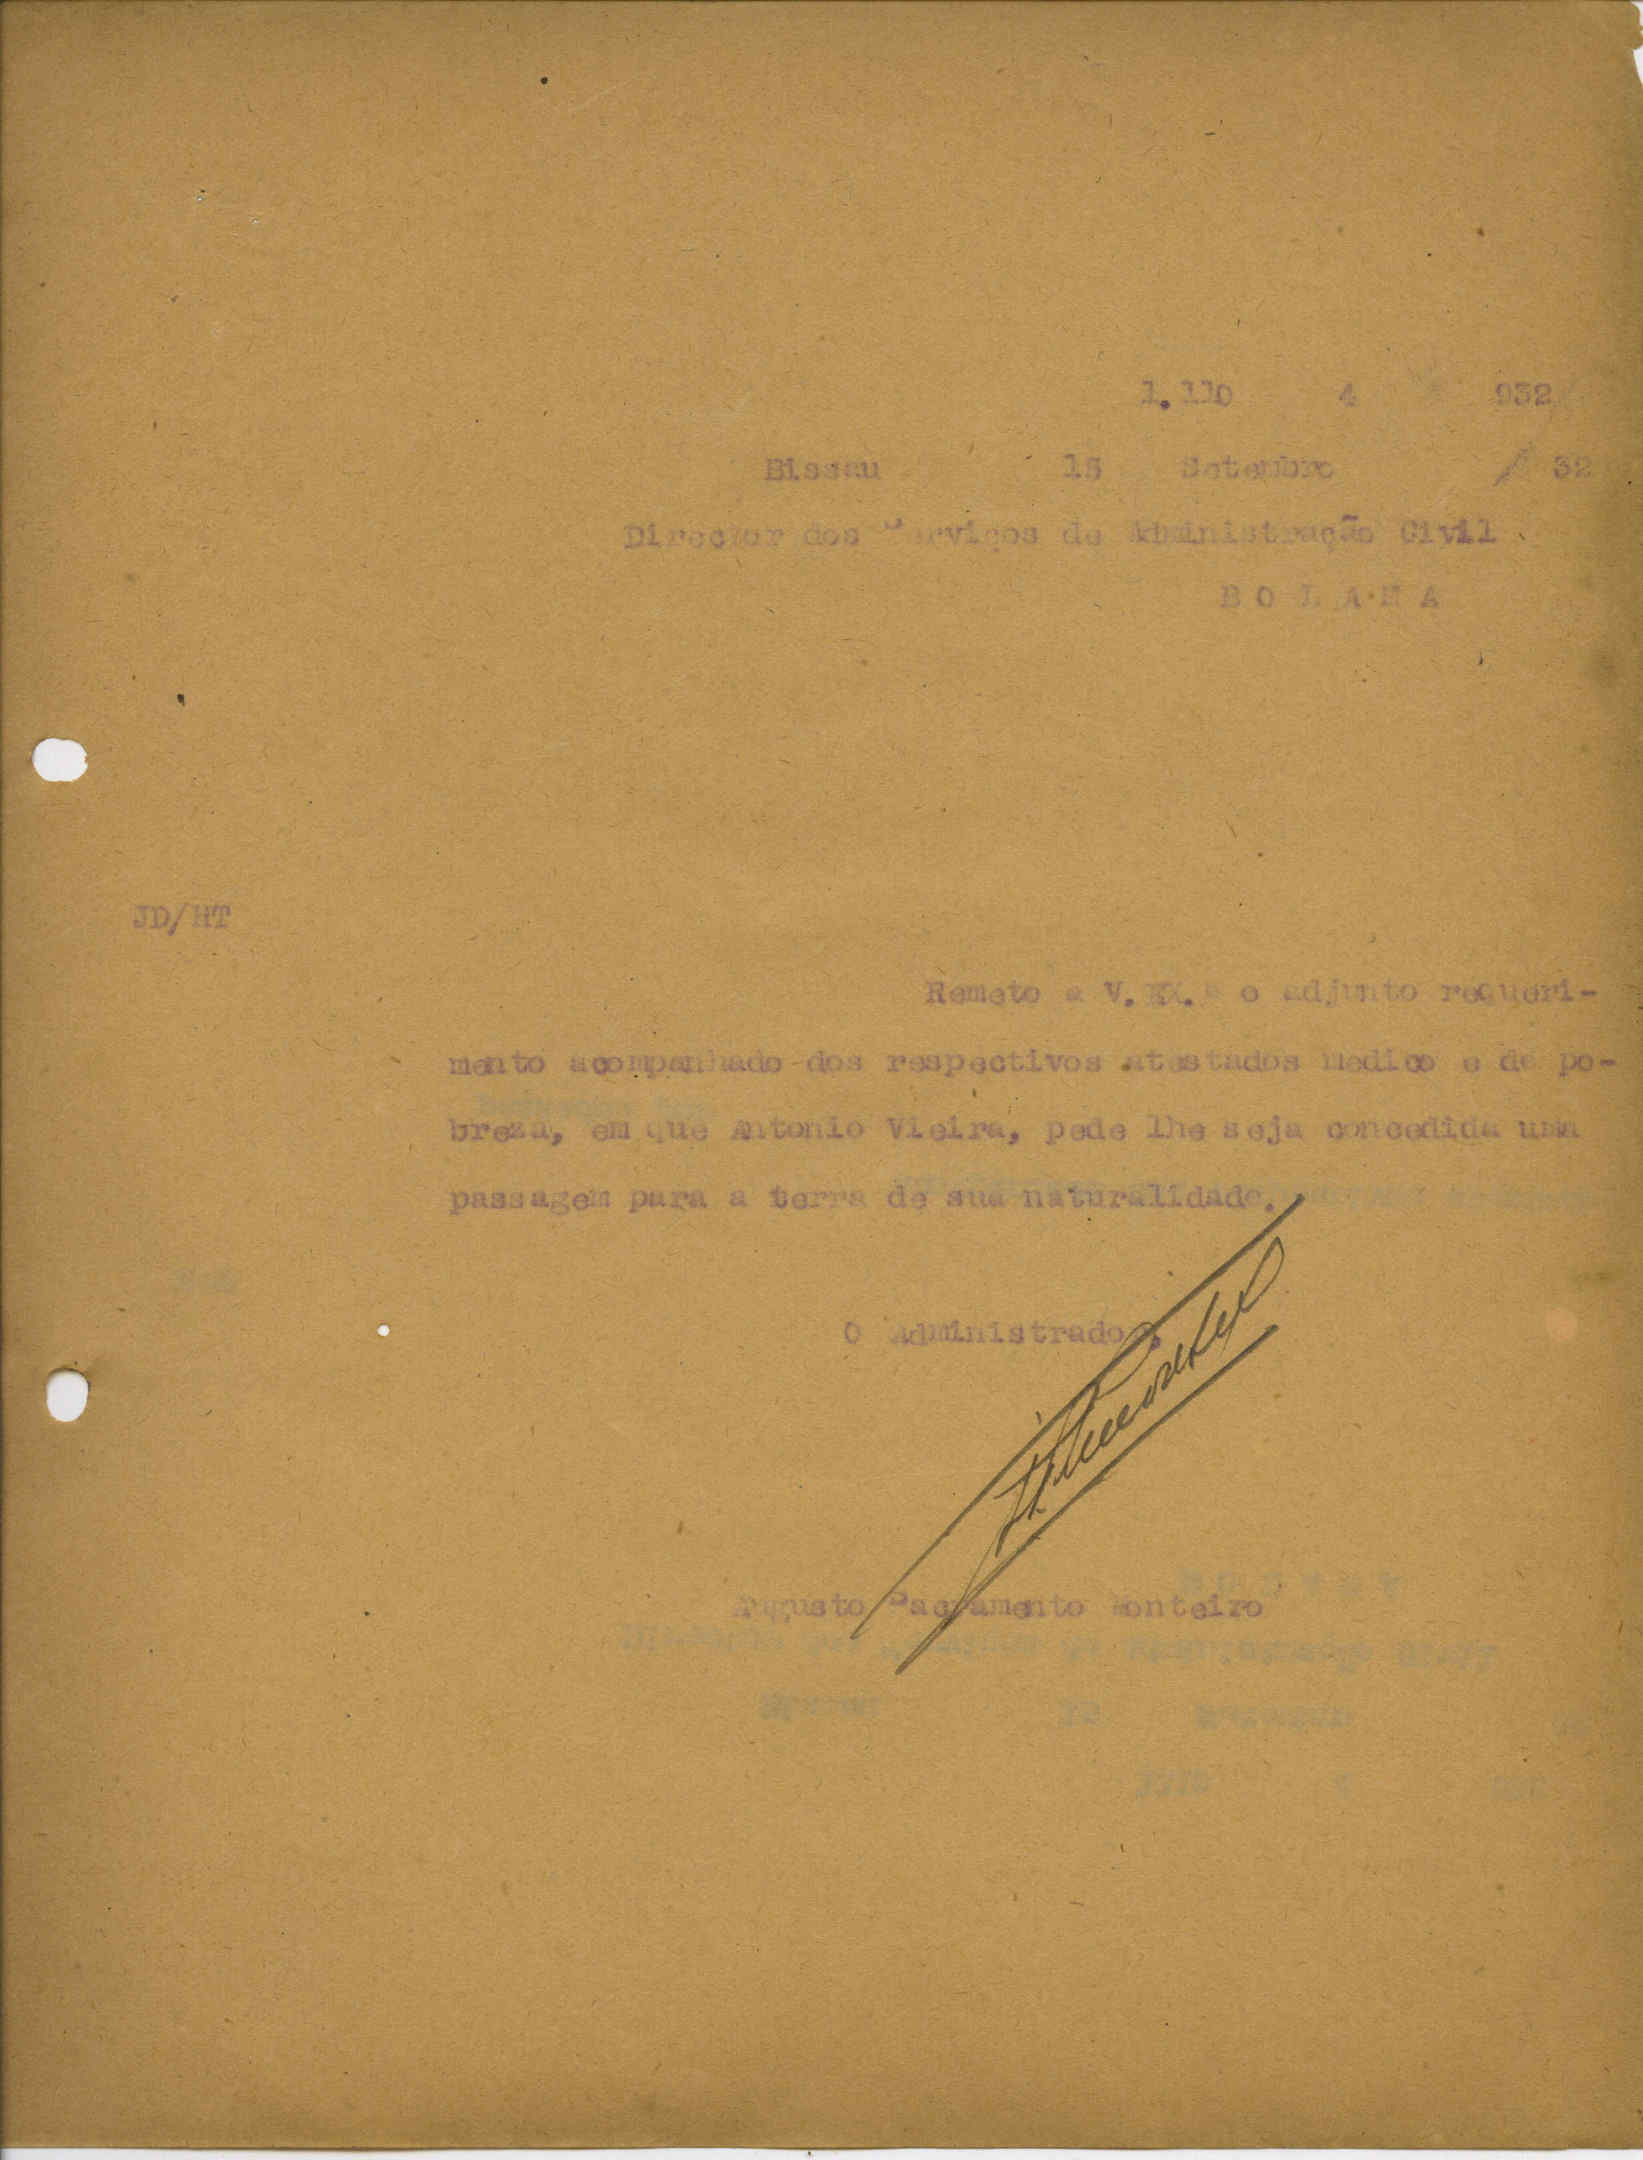 1.110 4 932
Bissau 15 Setembro / 32
Director dos Serviços de Administração Civil
B O L A M A
JD/HT
Remeto a V. EX.ª o adjunto requeri-
mento acompanhado dos respectivos atestados medico e de po-
breza, em que Antonio Vieira, pede lhe seja concedida uma
passagem para a terra de sua naturalidade.
O Administrador,
Augusto Sacramento Monteiro